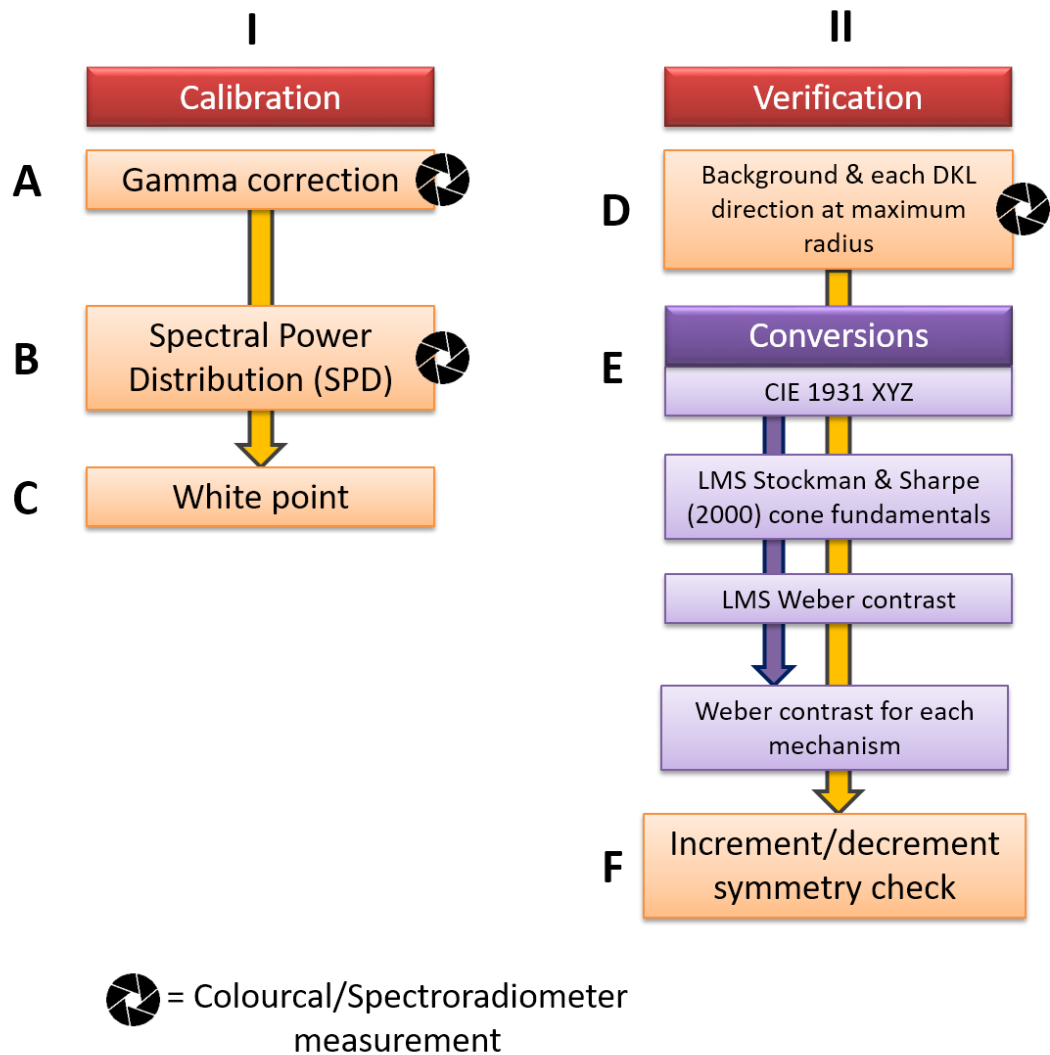 I
Calibration
A
Gamma correction
B
Spectral Power
Distribution (SPD)
C
White point
II
Verification
D
Background & each DKL
direction at maximum
radius
Conversions
E
CIE 1931 XYZ
LMS Stockman & Sharpe
(2000) cone fundamentals
LMS Weber contrast
Weber contrast for each
mechanism
F
Increment/decrement
symmetry check
= Colourcal/Spectroradiometer
measurement